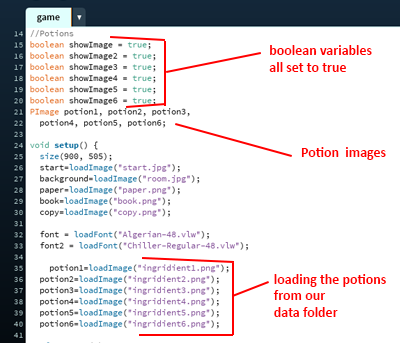 game ▼
14 //Potions
15 boolean showImage = true;
16 boolean showImage2 = true;
17 boolean showImage3 = true;
18 boolean showImage4 = true;
19 boolean showImage5 = true;
20 boolean showImage6 = true;
21 PImage potion1, potion2, potion3,
22 potion4, potion5, potion6;
23
24 void setup() {
25 size(900, 505);
26 start=loadImage("start.jpg");
27 background=loadImage("room.jpg");
28 paper=loadImage("paper.png");
29 book=loadImage("book.png");
30 copy=loadImage("copy.png");
31
32 font = loadFont("Algerian-48.vlw");
33 font2 = loadFont("Chiller-Regular-48.vlw");
34
35 potion1=loadImage("ingridient1.png");
36 potion2=loadImage("ingridient2.png");
37 potion3=loadImage("ingridient3.png");
38 potion4=loadImage("ingridient4.png");
39 potion5=loadImage("ingridient5.png");
40 potion6=loadImage("ingridient6.png");
41
boolean variables
all set to true
Potion images
loading the potions
from our
data folder